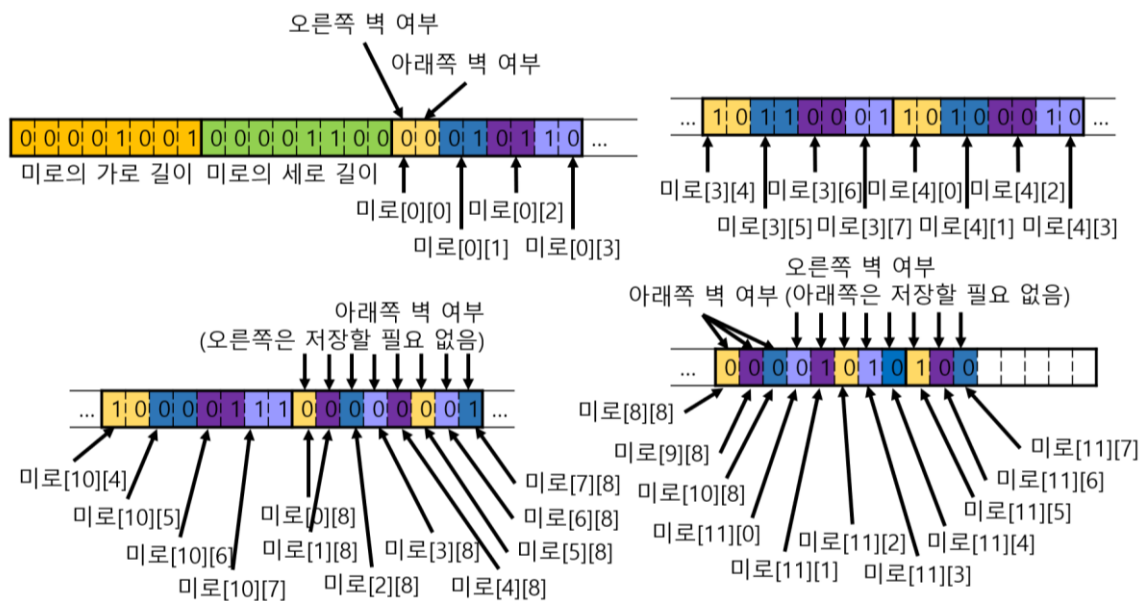 오른쪽 벽 여부
아래쪽 벽 여부
0 0 0 0 1 0 0 1 0 0 0 0 1 1 0 0 0 0 0 1 0 1 1 0 ...
미로의 가로 길이 미로의 세로 길이
미로[0][0] 미로[0][2]
미로[0][1] 미로[0][3]
... 1 0 1 1 0 0 0 1 1 0 1 0 0 0 1 0 ...
미로[3][4] 미로[3][6] 미로[4][0] 미로[4][2]
미로[3][5] 미로[3][7] 미로[4][1] 미로[4][3]
아래쪽 벽 여부
(오른쪽은 저장할 필요 없음)
... 1 0 0 0 0 1 1 1 0 0 0 0 0 0 0 1 ...
미로[10][4]
미로[10][5]
미로[10][6]
미로[10][7]
미로[0][8]
미로[1][8]
미로[2][8]
미로[3][8]
미로[4][8]
미로[5][8]
미로[6][8]
미로[7][8]
오른쪽 벽 여부
아래쪽 벽 여부 (아래쪽은 저장할 필요 없음)
... 0 0 0 0 1 0 1 0 1 0 0
미로[8][8]
미로[9][8]
미로[10][8]
미로[11][0]
미로[11][1]
미로[11][2]
미로[11][3]
미로[11][4]
미로[11][5]
미로[11][6]
미로[11][7]